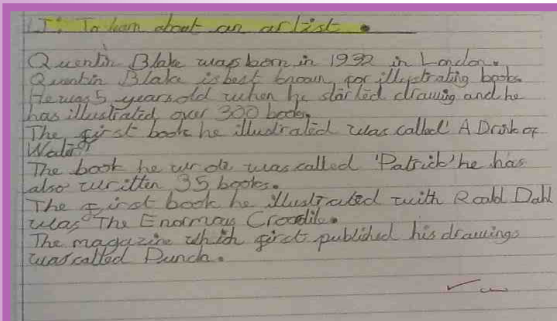 LI: To learn about an artist.
Quentin Blake was born in 1932 in London.
Quentin Blake is best known for illustrating books.
He was 5 years old when he started drawing and he
has illustrated over 300 books.
The first book he illustrated was called 'A Drink of
Water'
The book he wrote was called 'Patrick' he has
also written 35 books.
The first book he illustrated with Roald Dahl
was 'The Enormous Crocodile.
The magazine which first published his drawings
was called Punch.